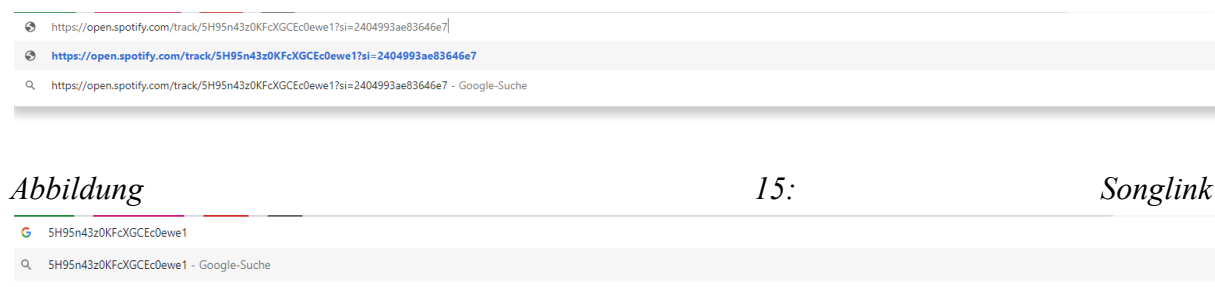 https://open.spotify.com/track/5H95n43z0KFcXGCEc0ewe1?si=2404993ae83646e7
https://open.spotify.com/track/5H95n43z0KFcXGCEc0ewe1?si=2404993ae83646e7
https://open.spotify.com/track/5H95n43z0KFcXGCEc0ewe1?si=2404993ae83646e7 - Google-Suche
Abbildung 15: Songlink
5H95n43z0KFcXGCEc0ewe1
5H95n43z0KFcXGCEc0ewe1 - Google-Suche